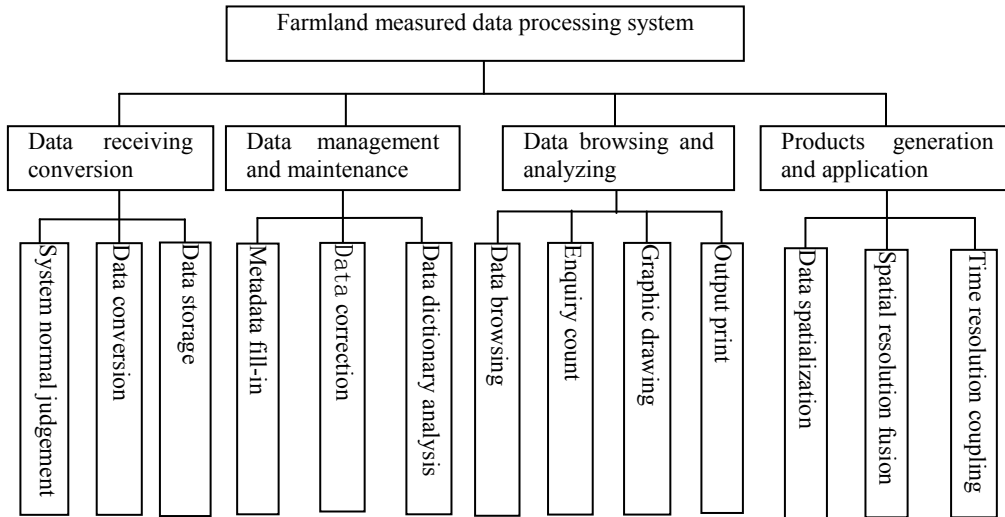 Farmland measured data processing system
Data receiving
conversion
Data management
and maintenance
Data browsing and
analyzing
Products generation
and application
System normal judgement
Data conversion
Data storage
Metadata fill-in
Data correction
Data dictionary analysis
Data browsing
Enquiry count
Graphic drawing
Output print
Data spatialization
Spatial resolution fusion
Time resolution coupling